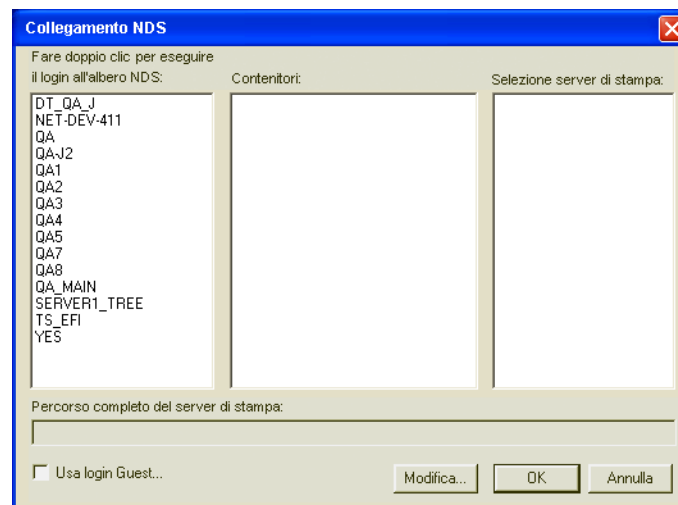 Collegamento NDS
Fare doppio clic per eseguire
il login all'albero NDS:
Contenitori:
Selezione server di stampa:
DT_QA_J
NET-DEV-411
QA
QA-J2
QA1
QA2
QA3
QA4
QA5
QA7
QA8
QA_MAIN
SERVER1_TREE
TS_EFI
YES
Percorso completo del server di stampa:
Usa login Guest...
Modifica...
OK
Annulla